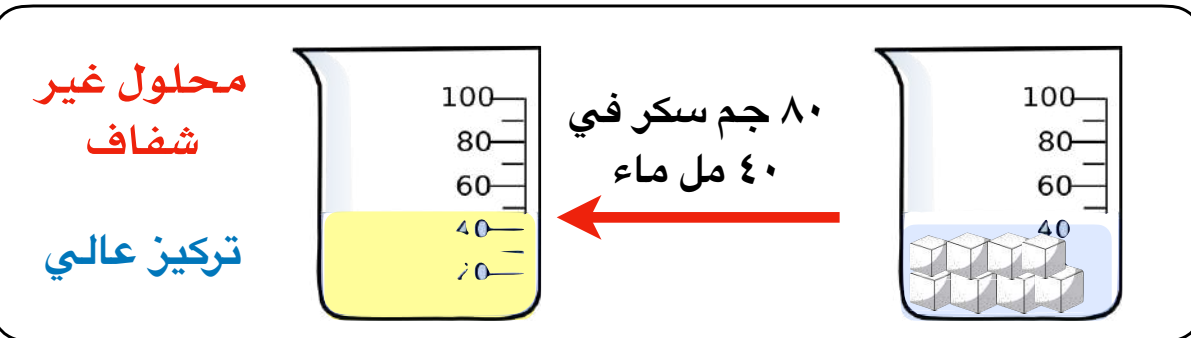 محلول غير
شفاف
تركيز عالي
100
80
60
40
20
٨٠ جم سكر في
٤٠ مل ماء
100
80
60
40